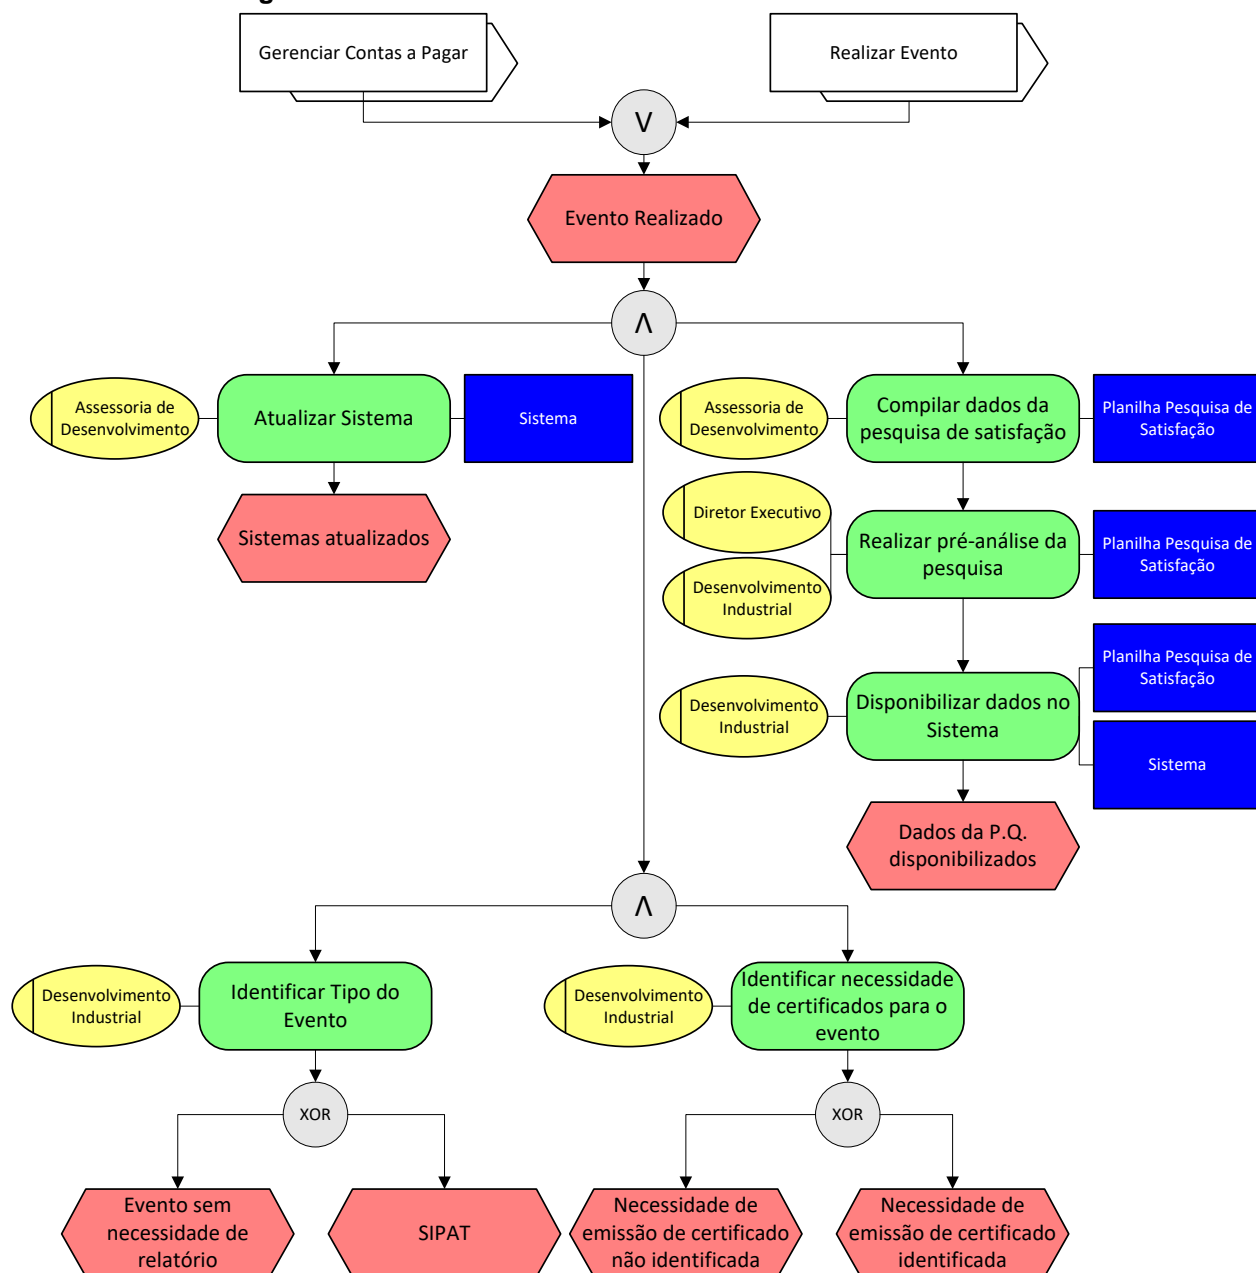 g
Gerenciar Contas a Pagar
Realizar Evento
V
Evento Realizado
Λ
Assessoria de
Desenvolvimento
Atualizar Sistema
Sistema
Assessoria de
Desenvolvimento
Compilar dados da
pesquisa de satisfação
Planilha Pesquisa de
Satisfação
Sistemas atualizados
Diretor Executivo
Desenvolvimento
Industrial
Realizar pré-análise da
pesquisa
Planilha Pesquisa de
Satisfação
Desenvolvimento
Industrial
Disponibilizar dados no
Sistema
Planilha Pesquisa de
Satisfação
Sistema
Dados da P.Q.
disponibilizados
Λ
Desenvolvimento
Industrial
Identificar Tipo do
Evento
Desenvolvimento
Industrial
Identificar necessidade
de certificados para o
evento
XOR
XOR
Evento sem
necessidade de
relatório
SIPAT
Necessidade de
emissão de certificado
não identificada
Necessidade de
emissão de certificado
identificada